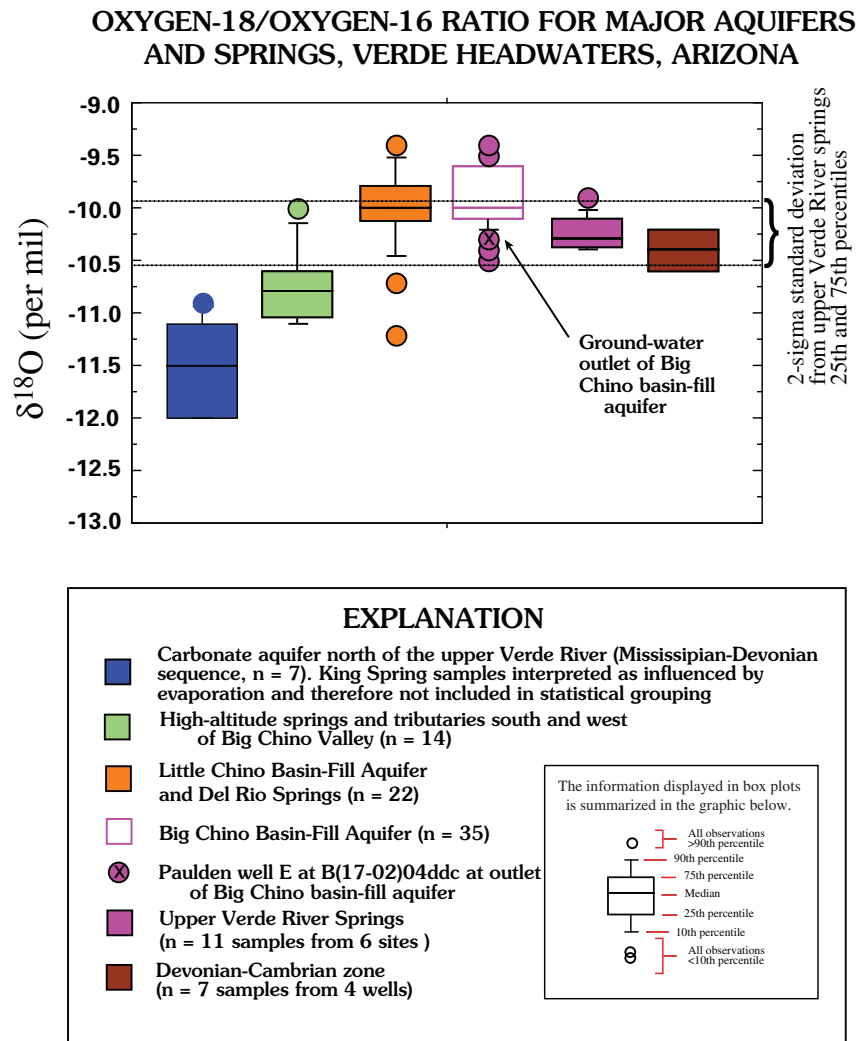 OXYGEN-18/OXYGEN-16 RATIO FOR MAJOR AQUIFERS
AND SPRINGS, VERDE HEADWATERS, ARIZONA
δ18O (per mil)
-9.0
-9.5
-10.0
-10.5
-11.0
-11.5
-12.0
-12.5
-13.0
X
Ground-water
outlet of Big
Chino basin-fill
aquifer
}
2-sigma standard deviation
from upper Verde River springs
25th and 75th percentiles
EXPLANATION
Carbonate aquifer north of the upper Verde River (Mississipian-Devonian
sequence, n = 7). King Spring samples interpreted as influenced by
evaporation and therefore not included in statistical grouping
High-altitude springs and tributaries south and west
of Big Chino Valley (n = 14)
Little Chino Basin-Fill Aquifer
and Del Rio Springs (n = 22)
Big Chino Basin-Fill Aquifer (n = 35)
X
Paulden well E at B(17-02)04ddc at outlet
of Big Chino basin-fill aquifer
Upper Verde River Springs
(n = 11 samples from 6 sites )
Devonian-Cambrian zone
(n = 7 samples from 4 wells)
The information displayed in box plots
is summarized in the graphic below.
All observations
>90th percentile
90th percentile
75th percentile
Median
25th percentile
10th percentile
All observations
<10th percentile